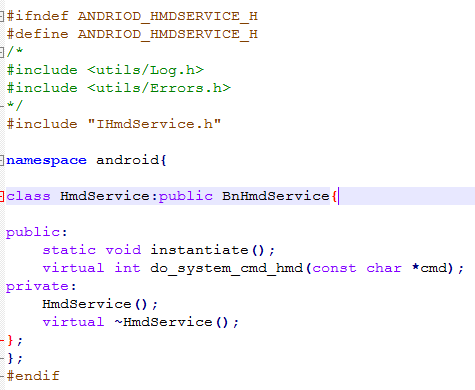 #ifndef ANDRIOD_HMDSERVICE_H
#define ANDRIOD_HMDSERVICE_H
/*
#include <utils/Log.h>
#include <utils/Errors.h>
*/
#include "IHmdService.h"
namespace android{
class HmdService:public BnHmdService{
public:
    static void instantiate();
    virtual int do_system_cmd_hmd(const char *cmd);
private:
    HmdService();
    virtual ~HmdService();
};
};
#endif